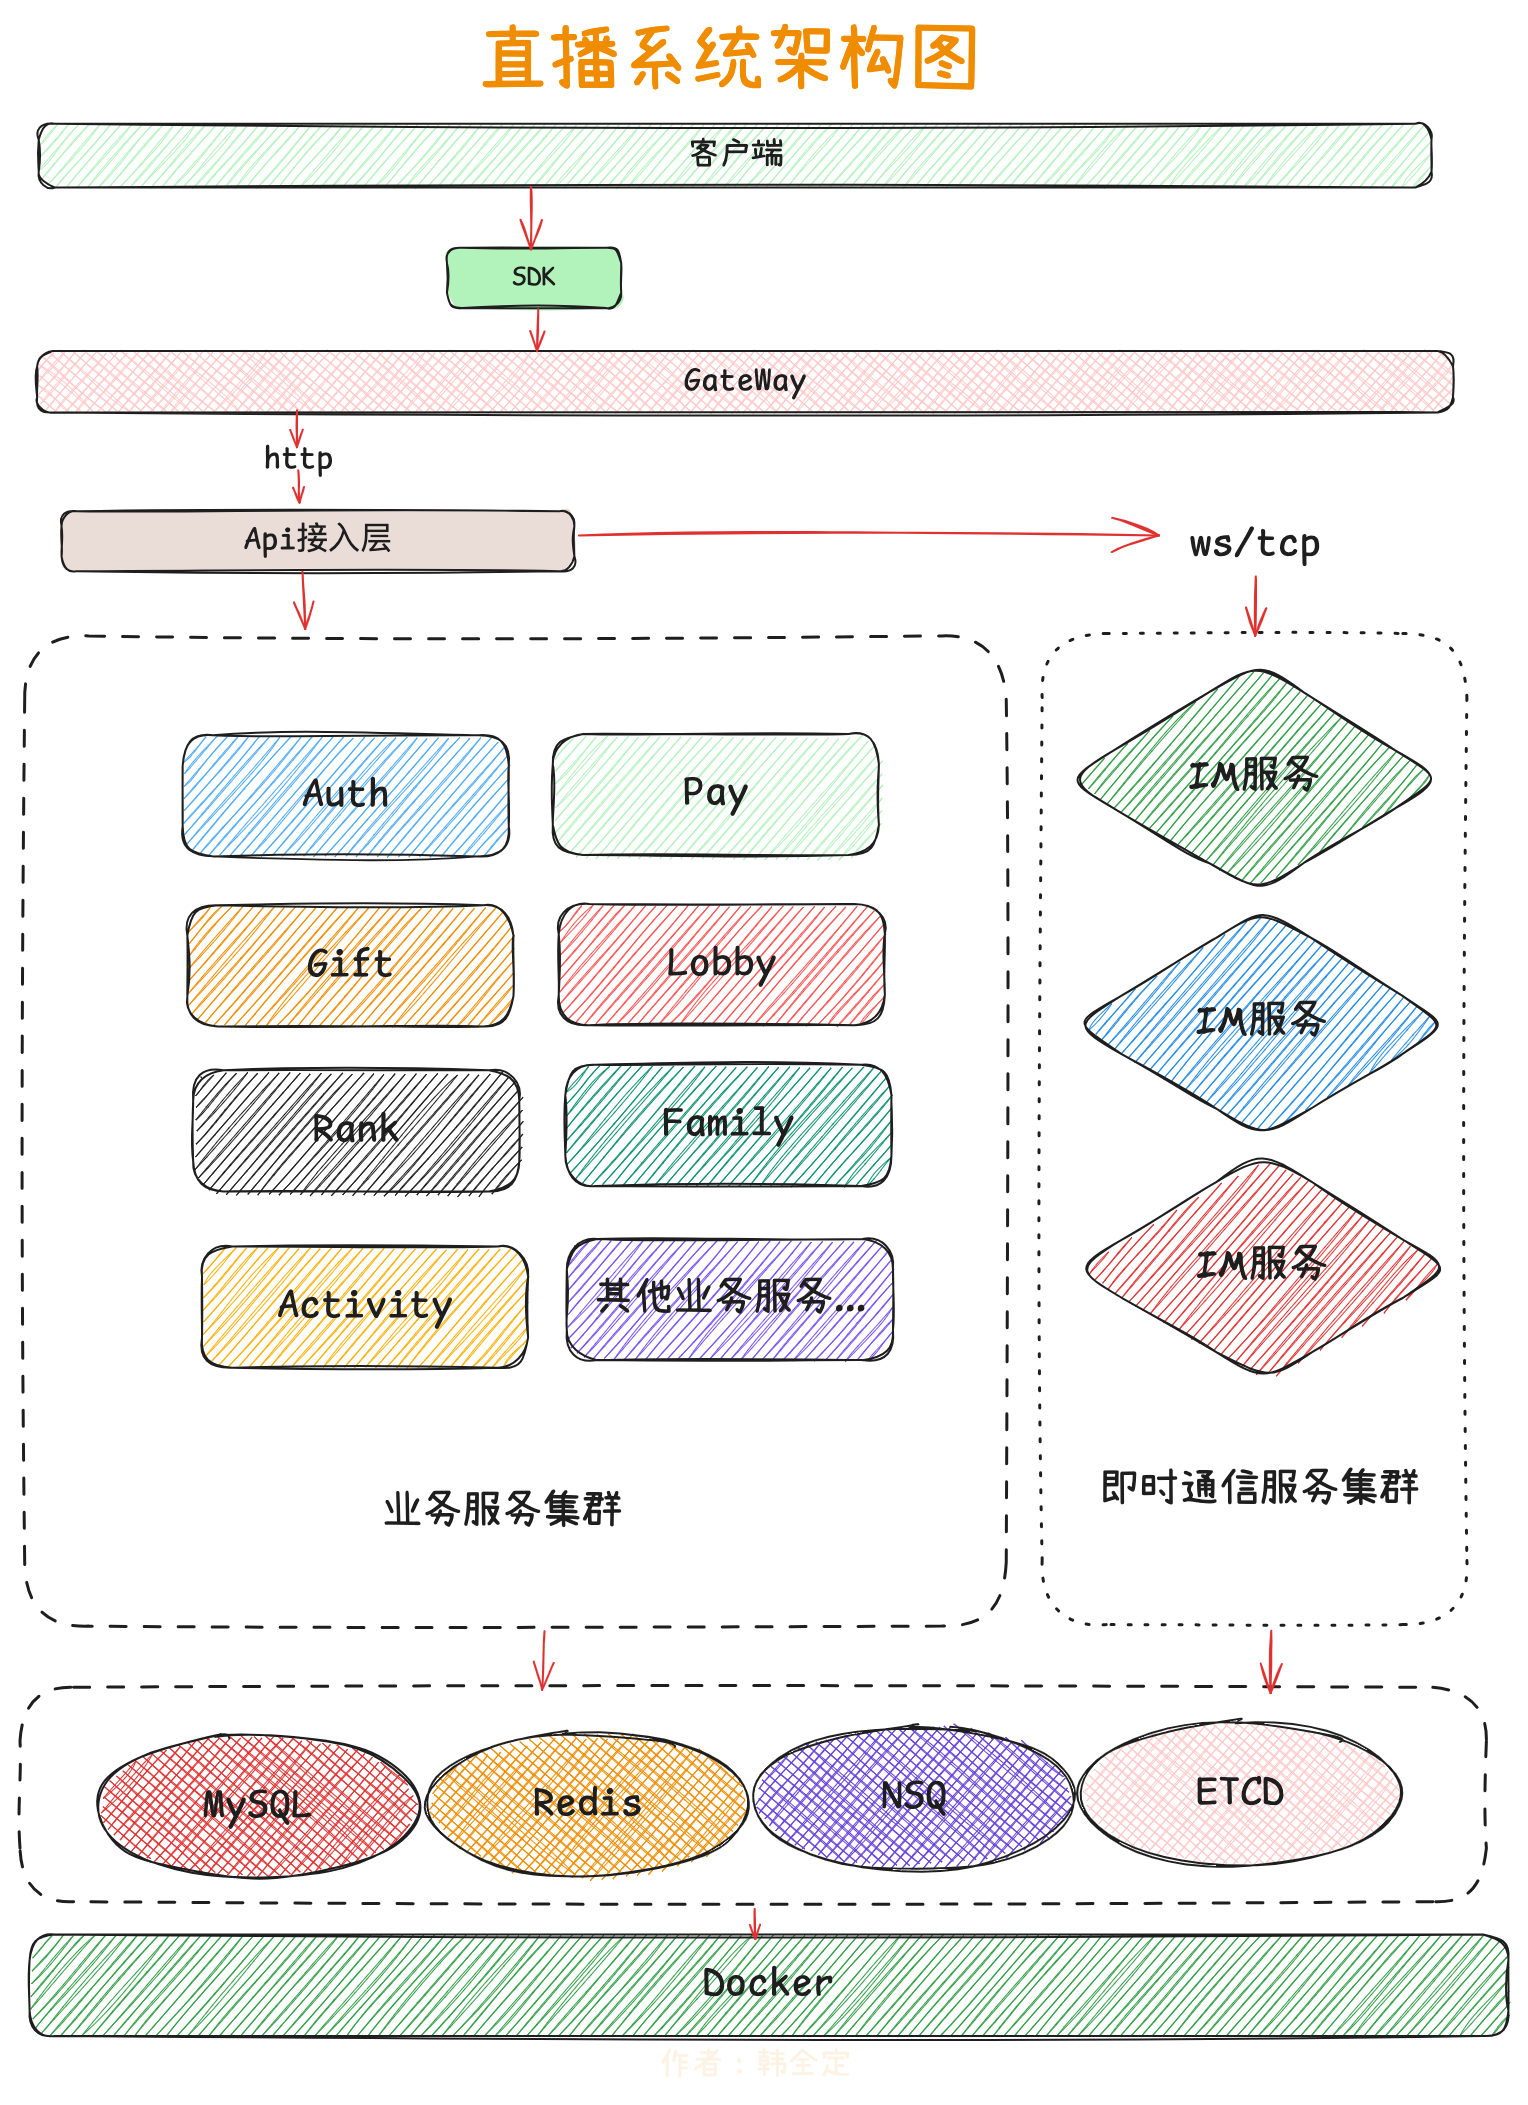 直播系统架构图
客户端
SDK
GateWay
http
Api接入层
ws/tcp
Auth
Pay
Gift
Lobby
Rank
Family
Activity
其他业务服务...
业务服务集群
IM服务
IM服务
IM服务
即时通信服务集群
MySQL
Redis
NSQ
ETCD
Docker
作者：韩全定